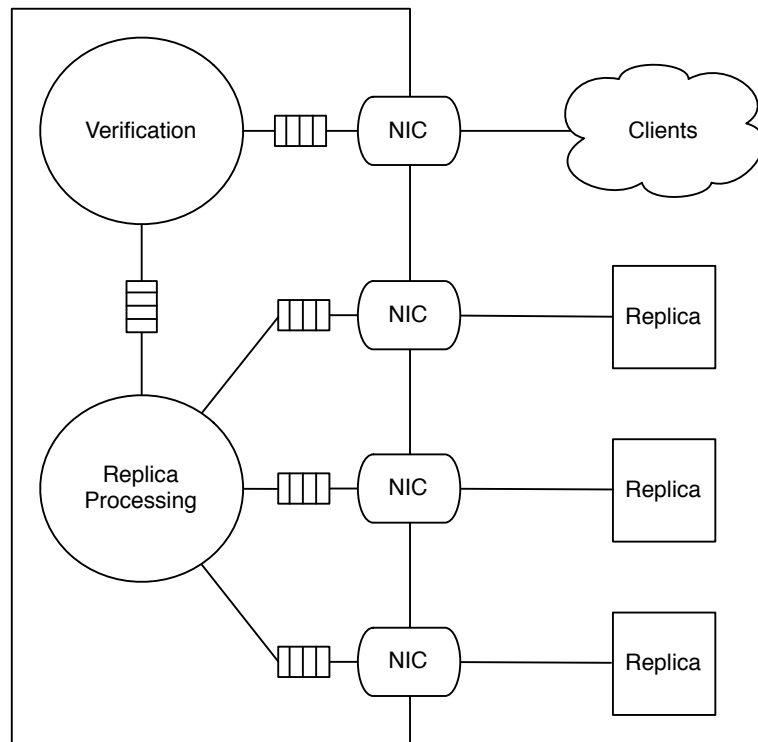 Verification
NIC
Clients
NIC
Replica
Replica
Processing
NIC
Replica
NIC
Replica